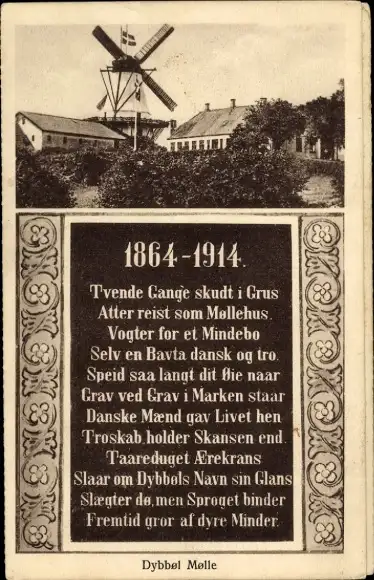 1864-1914.
Tvende Gange skudt i Grus
Atter reist som Møllehus.
Vogter for et Mindebo
Selv en Bavta dansk og tro.
Speid saa langt dit Øie naar
Grav ved Grav i Marken staar
Danske Mænd gav Livet hen
Troskab, holder Skansen end.
Taareduget Ærekrans
Slaar om Dybbøls Navn sin Glans
Slægter dø, men Sproget binder
Fremtid gror af dyre Minder.
Dybbøl Mølle